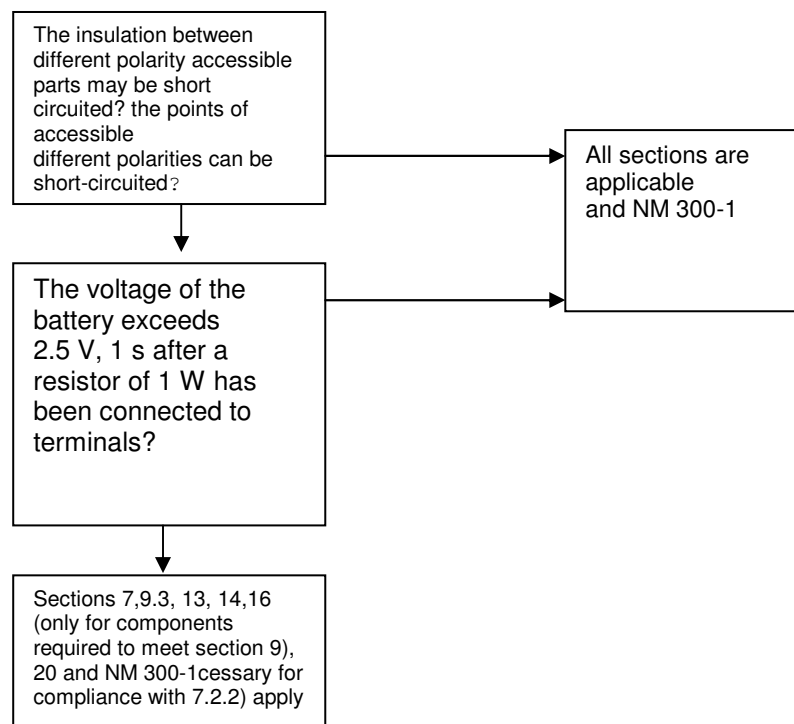 The insulation between
different polarity accessible
parts may be short
circuited? the points of
accessible
different polarities can be
short-circuited?
All sections are
applicable
and NM 300-1
The voltage of the
battery exceeds
2.5 V, 1 s after a
resistor of 1 W has
been connected to
terminals?
Sections 7,9.3, 13, 14,16
(only for components
required to meet section 9),
20 and NM 300-1cessary for
compliance with 7.2.2) apply